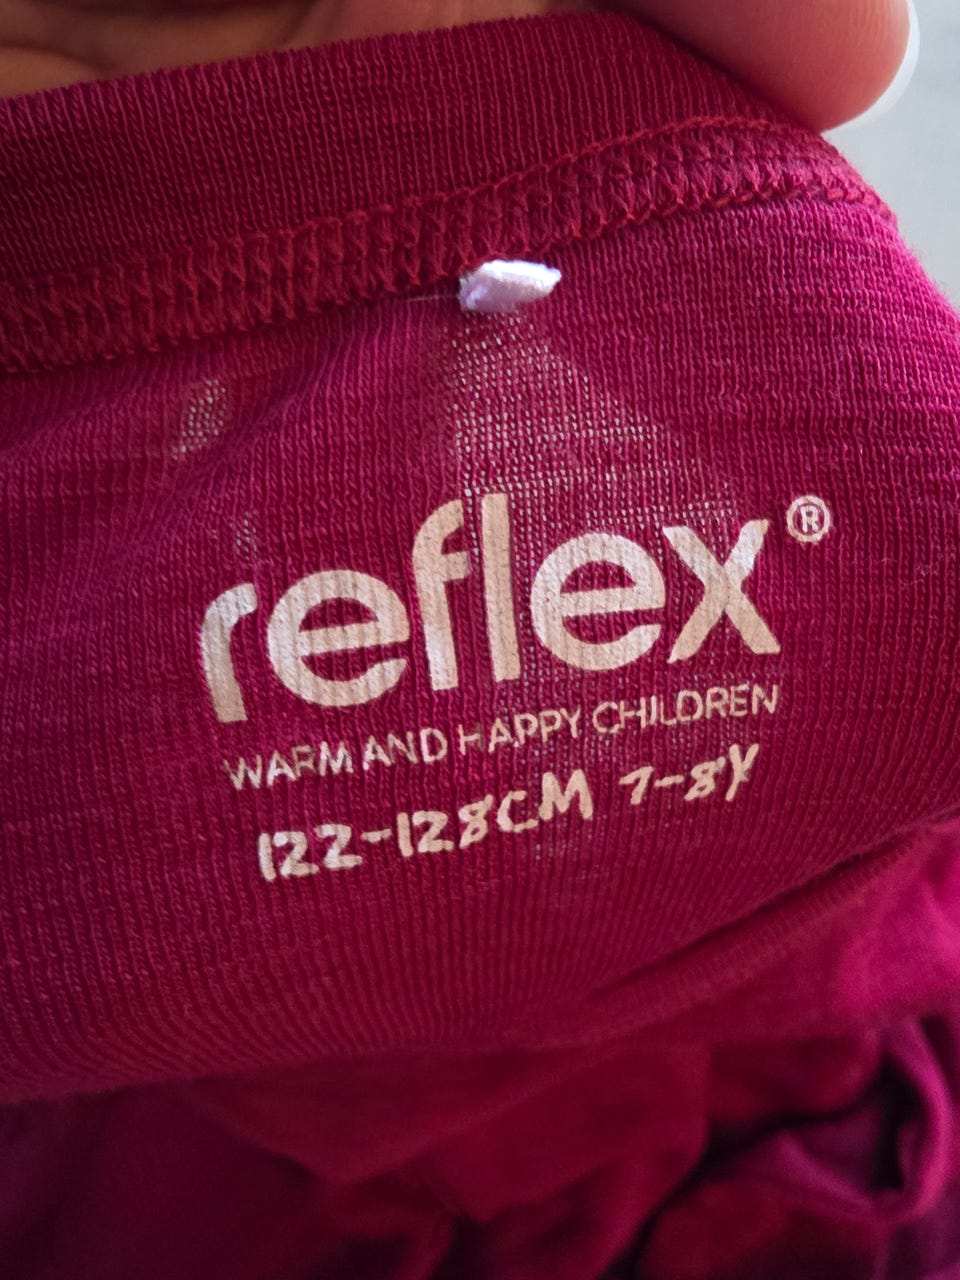 reflex®
WARM AND HAPPY CHILDREN
122-128CM 7-8Y